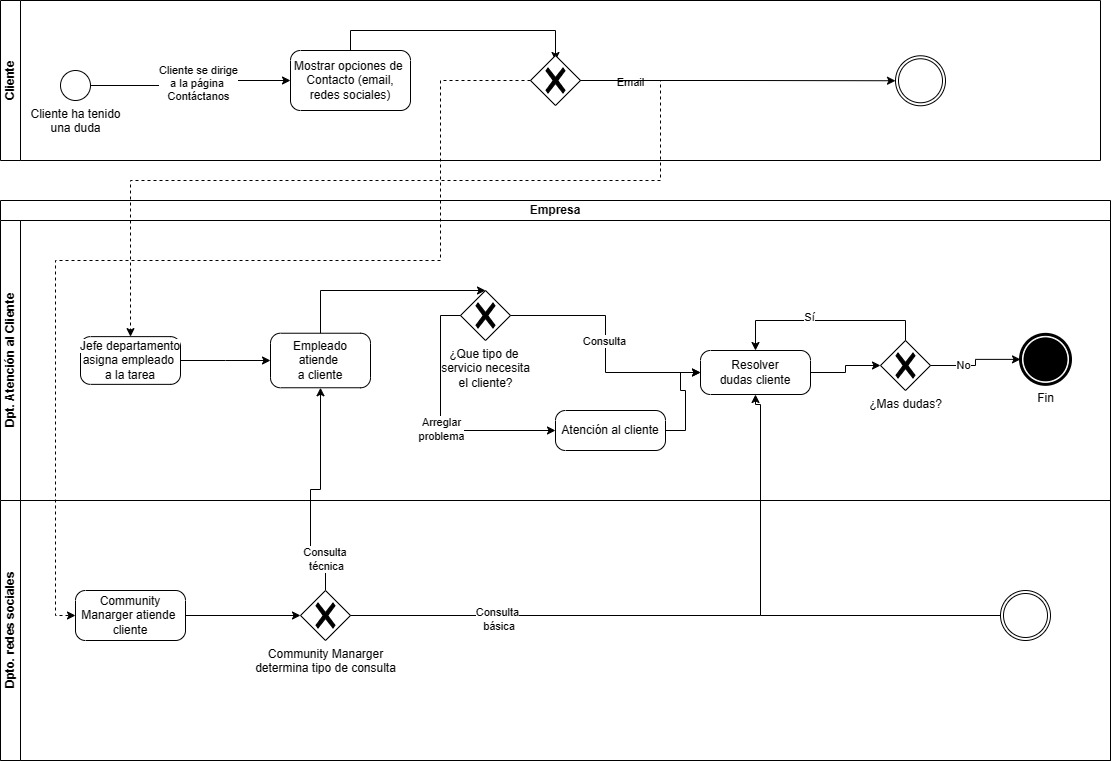 Cliente
Cliente ha tenido
una duda
Cliente se dirige
a la página
Contáctanos
Mostrar opciones de
Contacto (email,
redes sociales)
Email
Empresa
Dpt. Atención al Cliente
Jefe departamento
asigna empleado
a la tarea
Empleado
atiende
a cliente
¿Que tipo de
servicio necesita
el cliente?
Consulta
Arreglar
problema
Atención al cliente
Resolver
dudas cliente
Sí
¿Mas dudas?
No
Fin
Dpto. redes sociales
Community
Manarger atiende
cliente
Consulta
técnica
Community Manarger
determina tipo de consulta
Consulta
básica